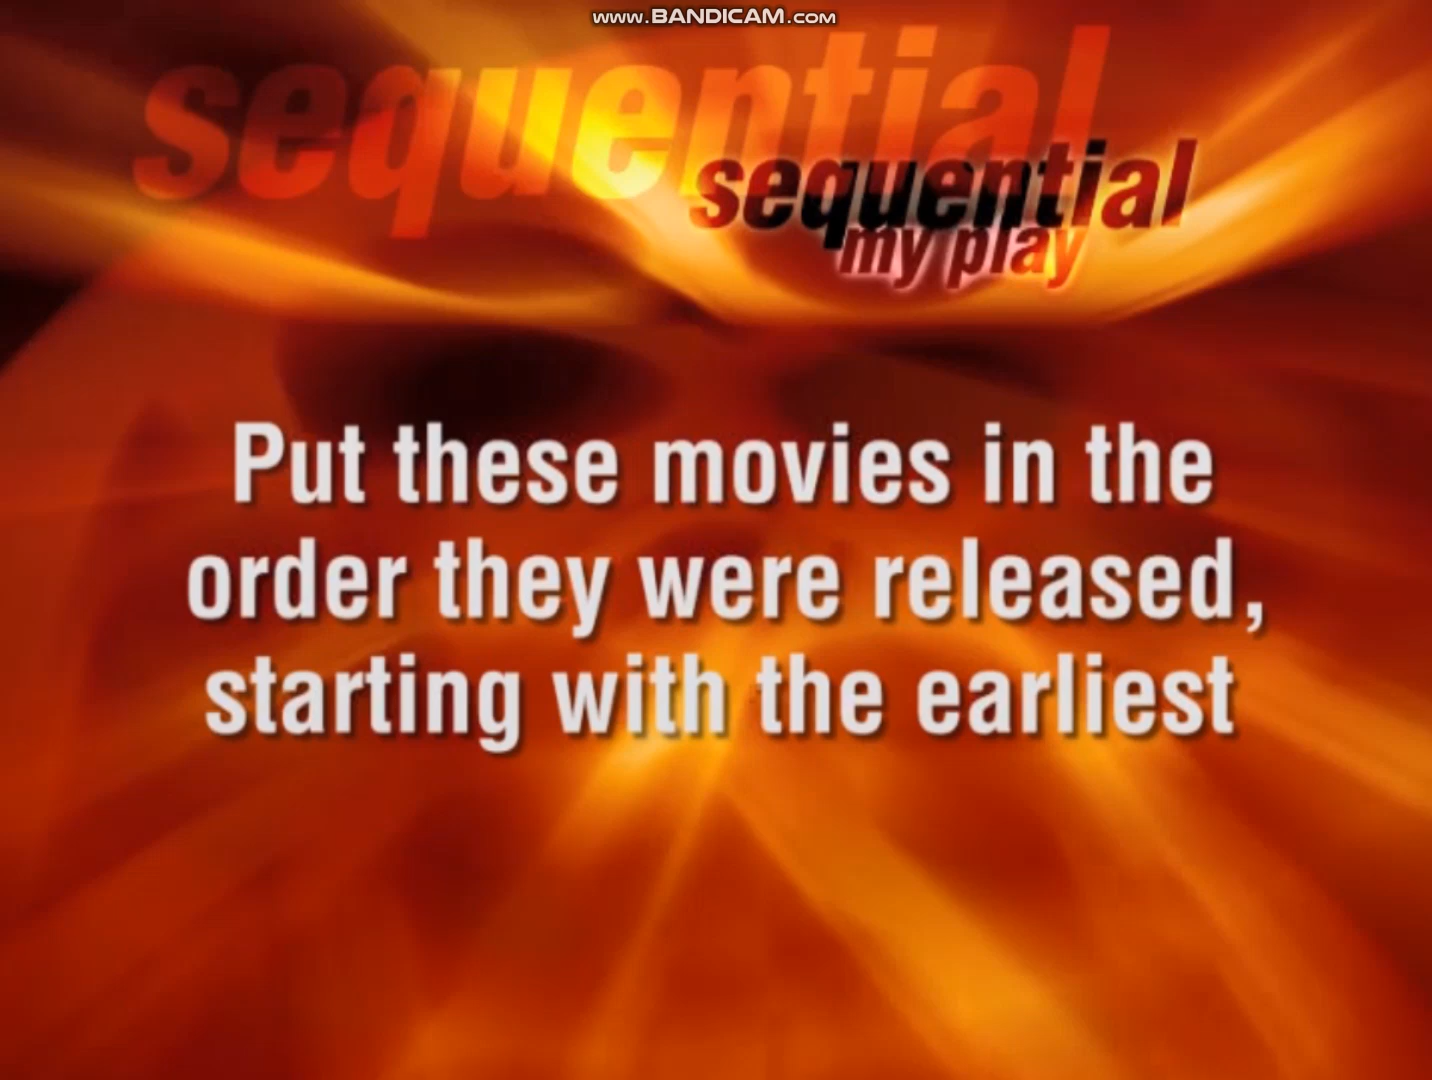 www.BANDICAM.com
sequential
sequential
my play
Put these movies in the
order they were released,
starting with the earliest